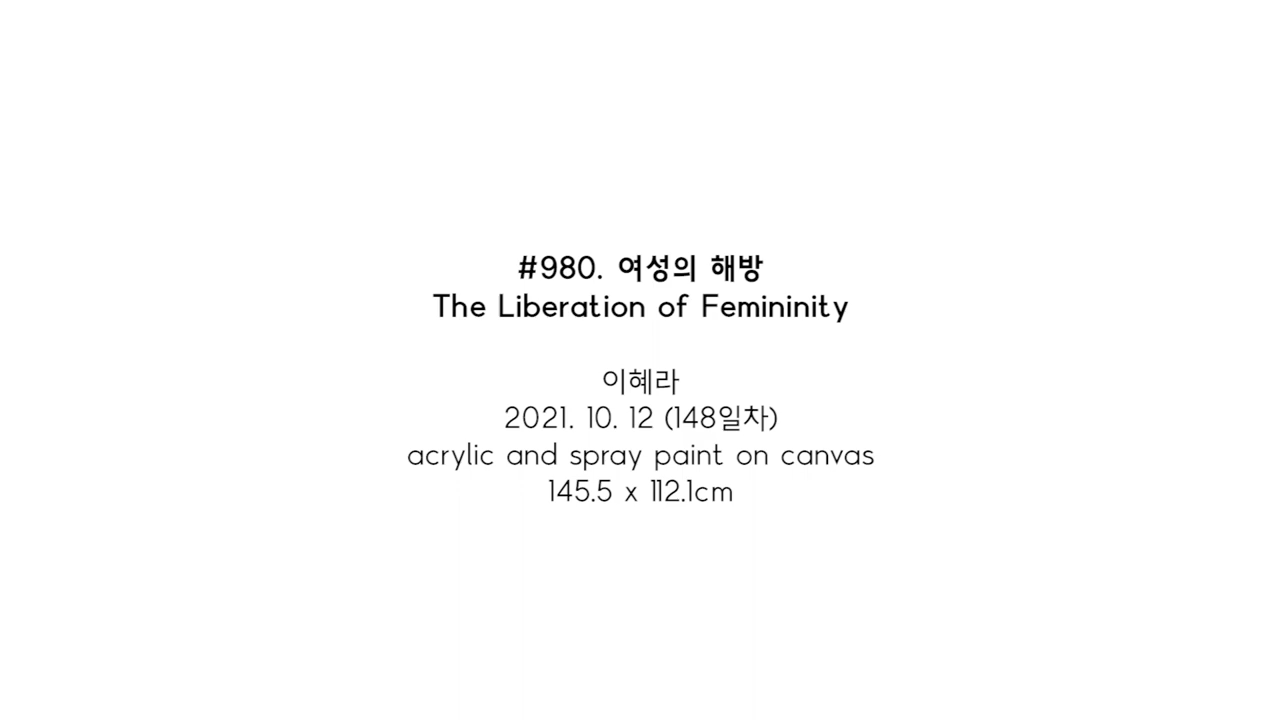 #980. 여성의 해방
The Liberation of Femininity
이혜라
2021. 10. 12 (148일차)
acrylic and spray paint on canvas
145.5 x 112.1cm